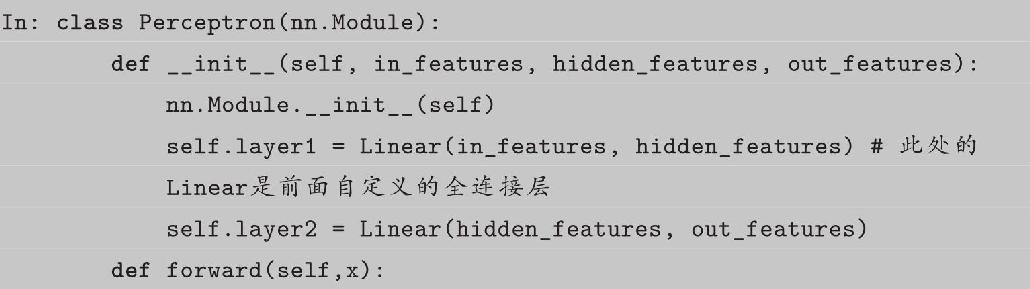 In: class Perceptron(nn.Module):
def __init__(self, in_features, hidden_features, out_features):
nn.Module.__init__(self)
self.layer1 = Linear(in_features, hidden_features) # 此处的
Linear是前面自定义的全连接层
self.layer2 = Linear(hidden_features, out_features)
def forward(self,x):